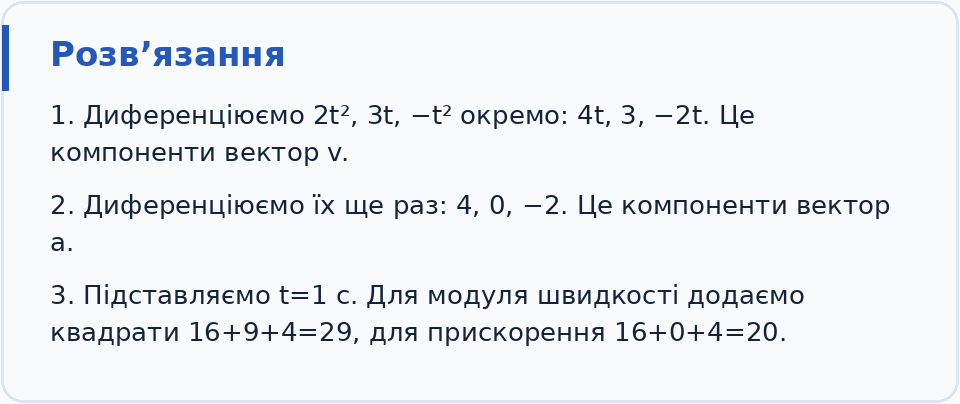 Розв’язання
1. Диференціюємо 2t², 3t, −t² окремо: 4t, 3, −2t. Це
компоненти вектор v.
2. Диференціюємо їх ще раз: 4, 0, −2. Це компоненти вектор
a.
3. Підставляємо t=1 с. Для модуля швидкості додаємо
квадрати 16+9+4=29, для прискорення 16+0+4=20.